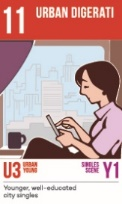 11 URBAN DIGERATI
U3 URBAN YOUNG
SINGLES SCENE Y1
Younger, well-educated
city singles